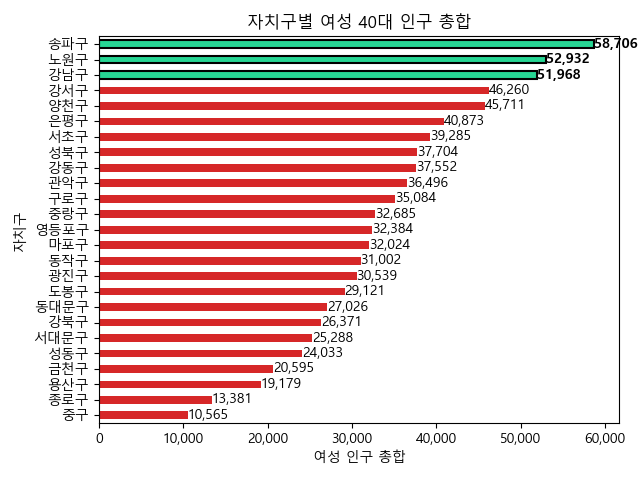 자치구별 여성 40대 인구 총합
송파구 58,706
노원구 52,932
강남구 51,968
강서구 46,260
양천구 45,711
은평구 40,873
서초구 39,285
성북구 37,704
강동구 37,552
관악구 36,496
구로구 35,084
중랑구 32,685
영등포구 32,384
마포구 32,024
동작구 31,002
광진구 30,539
도봉구 29,121
동대문구 27,026
강북구 26,371
서대문구 25,288
성동구 24,033
금천구 20,595
용산구 19,179
종로구 13,381
중구 10,565
자치구
0 10,000 20,000 30,000 40,000 50,000 60,000
여성 인구 총합